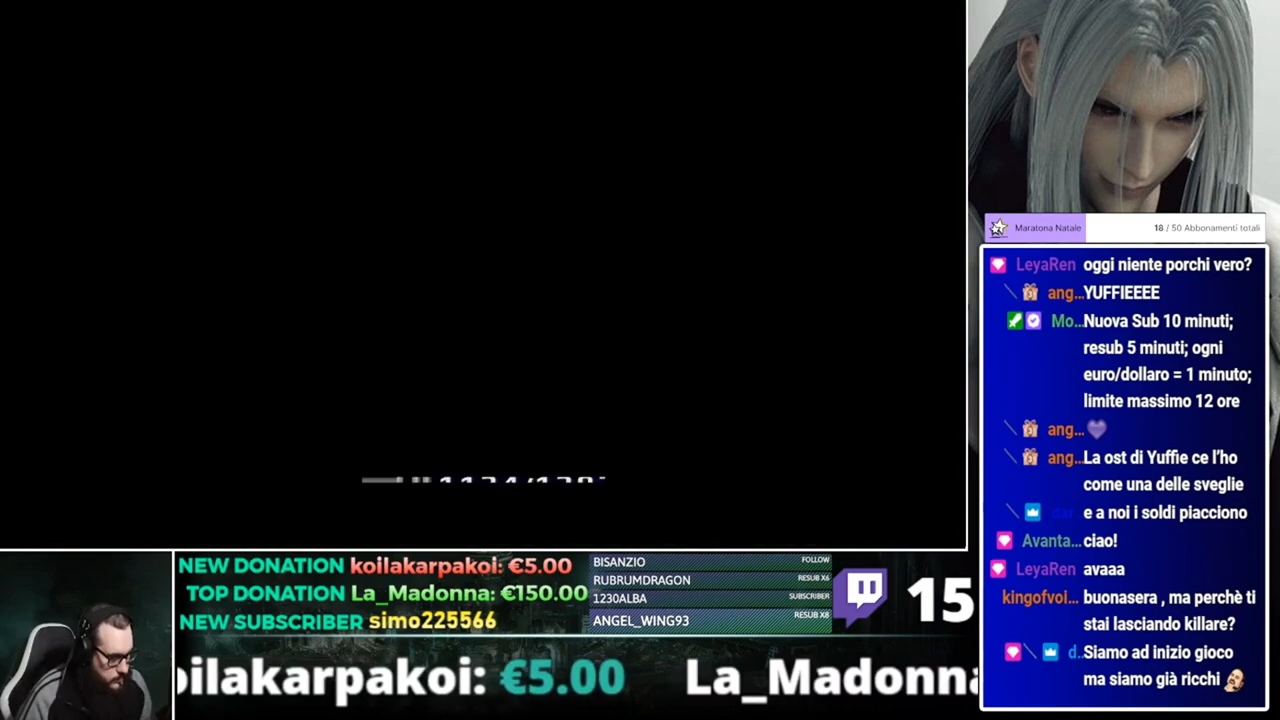 Maratona Natale 18 / 50 Abbonamenti totali
LeyaRen oggi niente porchi vero?
ang... YUFFIEEEE
Mo... Nuova Sub 10 minuti;
resub 5 minuti; ogni
euro/dollaro = 1 minuto;
limite massimo 12 ore
ang...
ang... La ost di Yuffie ce l'ho
come una delle sveglie
dar e a noi i soldi piacciono
Avanta... ciao!
LeyaRen avaaa
kingofvoi... buonasera , ma perchè ti
stai lasciando killare?
d... Siamo ad inizio gioco
ma siamo già ricchi
NEW DONATION koilakarpakoi: €5.00
TOP DONATION La_Madonna: €150.00
NEW SUBSCRIBER simo225566
BISANZIO FOLLOW
RUBRUMDRAGON RESUB X6
1230ALBA SUBSCRIBER
ANGEL_WING93 RESUB X8
15
oilakarpakoi: €5.00 La_Madonna